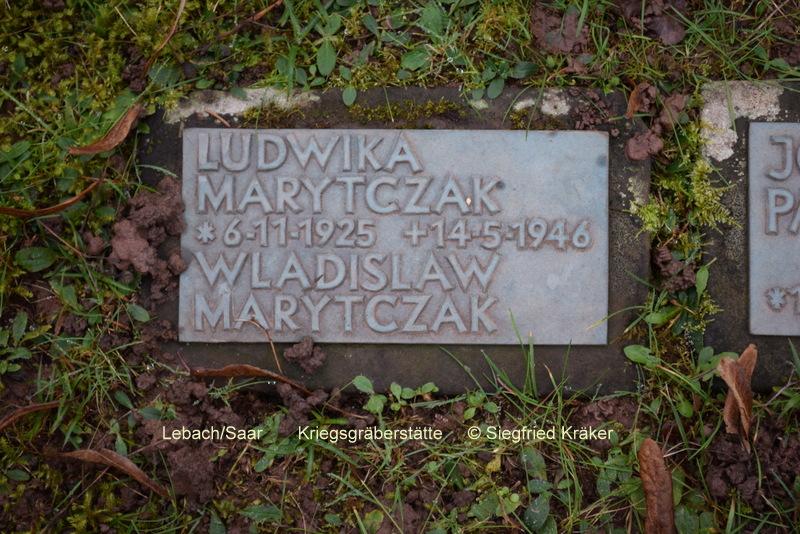 LUDWIKA
MARYTCZAK
*6-11-1925 +14-5-1946
WLADISLAW
MARYTCZAK
Lebach/Saar Kriegsgräberstätte © Siegfried Kräker